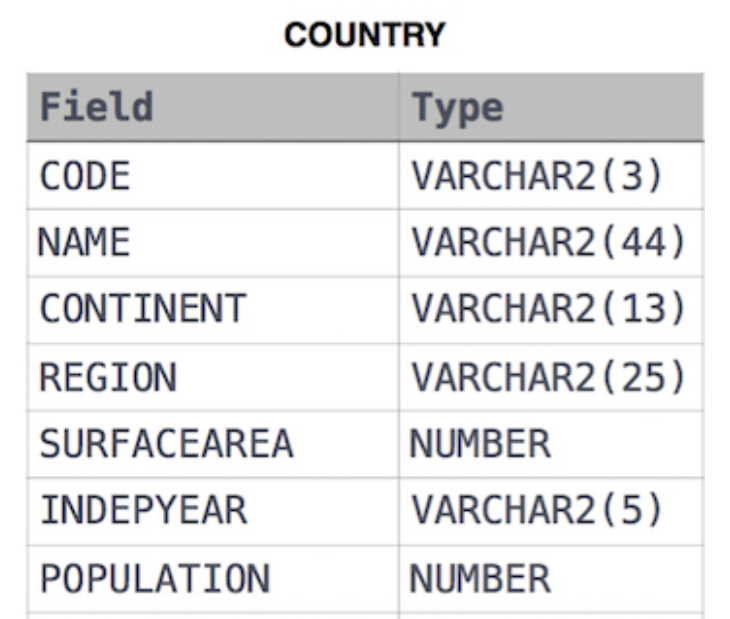 COUNTRY
Field Type
CODE VARCHAR2(3)
NAME VARCHAR2(44)
CONTINENT VARCHAR2(13)
REGION VARCHAR2(25)
SURFACEAREA NUMBER
INDEPYEAR VARCHAR2(5)
POPULATION NUMBER